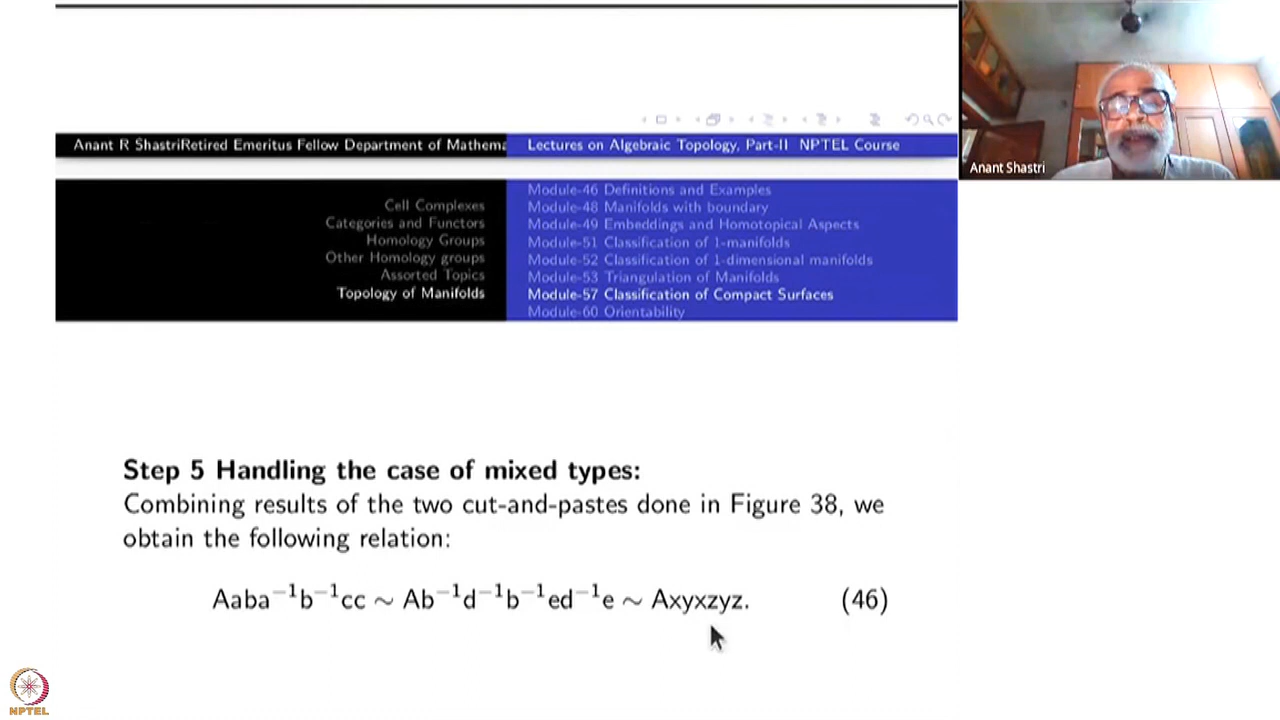 Anant R ShastriRetired Emeritus Fellow Department of Mathema
Lectures on Algebraic Topology, Part-II NPTEL Course
Cell Complexes
Categories and Functors
Homology Groups
Other Homology groups
Assorted Topics
Topology of Manifolds
Module-46 Definitions and Examples
Module-48 Manifolds with boundary
Module-49 Embeddings and Homotopical Aspects
Module-51 Classification of 1-manifolds
Module-52 Classification of 1-dimensional manifolds
Module-53 Triangulation of Manifolds
Module-57 Classification of Compact Surfaces
Module-60 Orientability
Anant Shastri
Step 5 Handling the case of mixed types:
Combining results of the two cut-and-pastes done in Figure 38, we
obtain the following relation:
Aaba⁻¹b⁻¹cc ∼ Ab⁻¹d⁻¹b⁻¹ed⁻¹e ∼ Axyxzyz. (46)
NPTEL